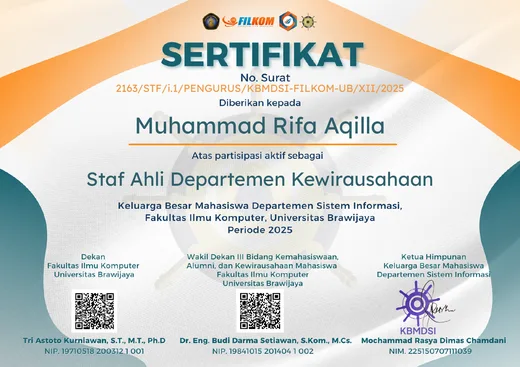 FILKOM
SERTIFIKAT
No. Surat
2163/STF/i.1/PENGURUS/KBMDSI-FILKOM-UB/XII/2025
Diberikan kepada
Muhammad Rifa Aqilla
Atas partisipasi aktif sebagai
Staf Ahli Departemen Kewirausahaan
Keluarga Besar Mahasiswa Departemen Sistem Informasi,
Fakultas Ilmu Komputer, Universitas Brawijaya
Periode 2025
Dekan
Fakultas Ilmu Komputer
Universitas Brawijaya
Tri Astoto Kurniawan, S.T., M.T., Ph.D
NIP. 19710518 200312 1 001
Wakil Dekan III Bidang Kemahasiswaan,
Alumni, dan Kewirausahaan Mahasiswa
Fakultas Ilmu Komputer
Universitas Brawijaya
Dr. Eng. Budi Darma Setiawan, S.Kom., M.Cs.
NIP. 19841015 201404 1 002
Ketua Himpunan
Keluarga Besar Mahasiswa
Departemen Sistem Informasi
KBMDSI
Mochammad Rasya Dimas Chamdani
NIM. 225150707111039